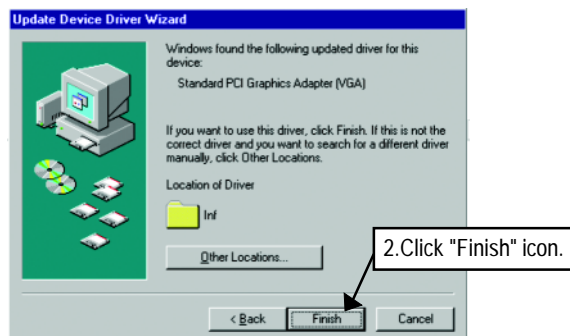 Update Device Driver Wizard
Windows found the following updated driver for this
device:
Standard PCI Graphics Adapter (VGA)
If you want to use this driver, click Finish. If this is not the
correct driver and you want to search for a different driver
manually, click Other Locations.
Location of Driver
Inf
Other Locations...
2.Click "Finish" icon.
< Back
Finish
Cancel